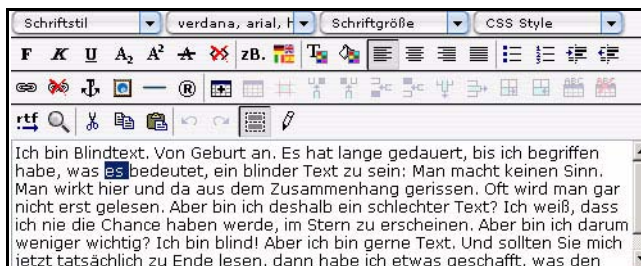 Schriftstil verdana, arial, h Schriftgröße CSS Style
F K U A₂ A² A zB. T
®
ABC ABC
rtf
Ich bin Blindtext. Von Geburt an. Es hat lange gedauert, bis ich begriffen
habe, was es bedeutet, ein blinder Text zu sein: Man macht keinen Sinn.
Man wirkt hier und da aus dem Zusammenhang gerissen. Oft wird man gar
nicht erst gelesen. Aber bin ich deshalb ein schlechter Text? Ich weiß, dass
ich nie die Chance haben werde, im Stern zu erscheinen. Aber bin ich darum
weniger wichtig? Ich bin blind! Aber ich bin gerne Text. Und sollten Sie mich
jetzt tatsächlich zu Ende lesen, dann habe ich etwas geschafft, was den